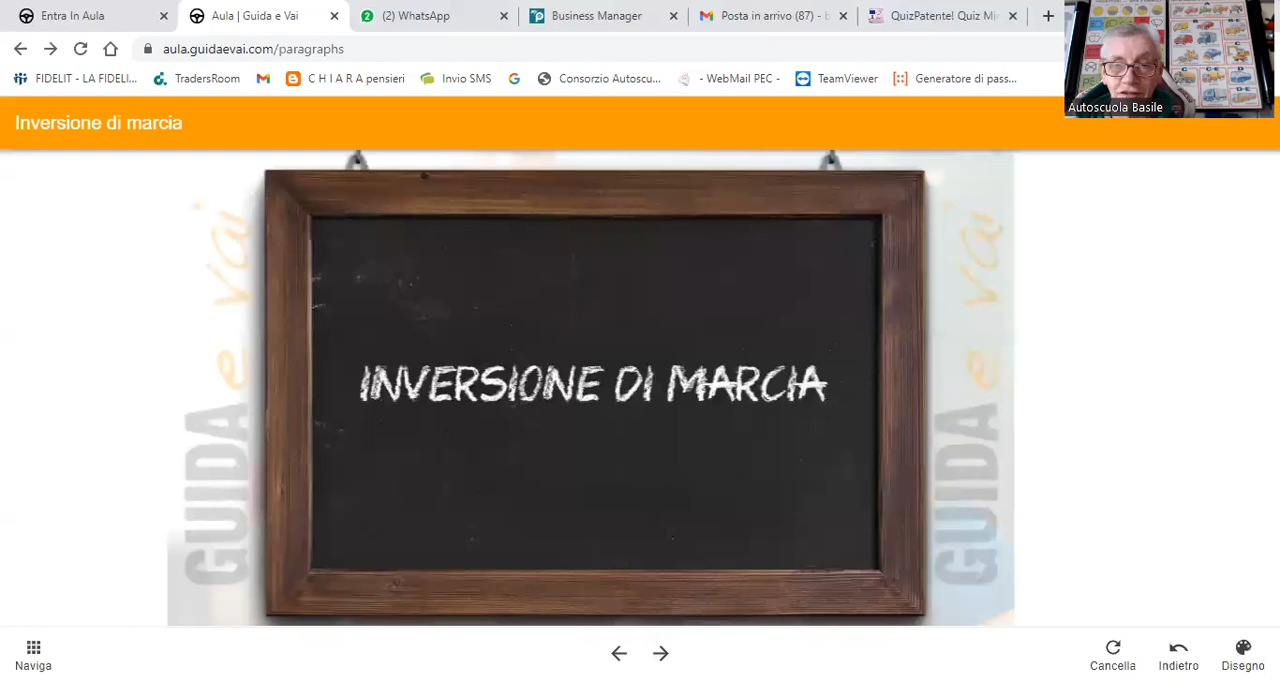 Entra In Aula
Aula | Guida e Vai
(2) WhatsApp
Business Manager
Posta in arrivo (87) - b
QuizPatente! Quiz Mi
aula.guidaevai.com/paragraphs
FIDELIT - LA FIDELI...
TradersRoom
C H I A R A pensieri
Invio SMS
Consorzio Autoscu...
- WebMail PEC -
TeamViewer
Generatore di pass...
Autoscuola Basile
Inversione di marcia
GUIDA e vai
INVERSIONE DI MARCIA
GUIDA e vai
Naviga
Cancella
Indietro
Disegno